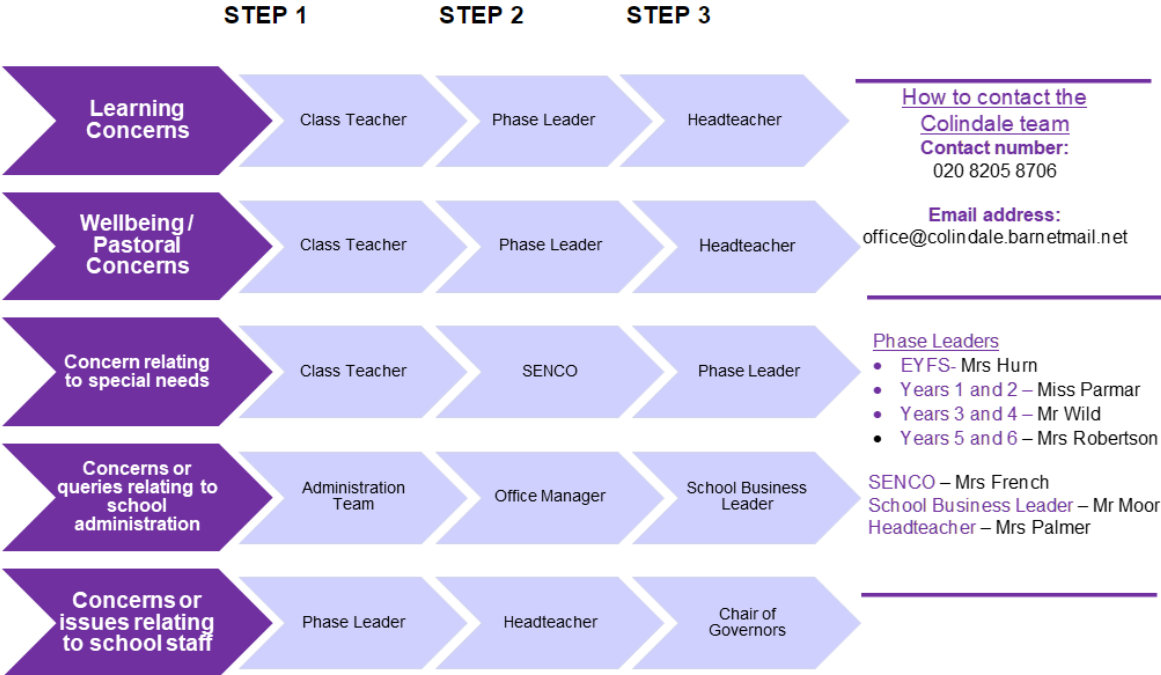 STEP 1 STEP 2 STEP 3
Learning
Concerns
Class Teacher
Phase Leader
Headteacher
Wellbeing /
Pastoral
Concerns
Class Teacher
Phase Leader
Headteacher
Concern relating
to special needs
Class Teacher
SENCO
Phase Leader
Concerns or
queries relating to
school
administration
Administration
Team
Office Manager
School Business
Leader
Concerns or
issues relating
to school staff
Phase Leader
Headteacher
Chair of
Governors
How to contact the
Colindale team
Contact number:
020 8205 8706
Email address:
office@colindale.barnetmail.net
Phase Leaders
• EYFS- Mrs Hurn
• Years 1 and 2 – Miss Parmar
• Years 3 and 4 – Mr Wild
• Years 5 and 6 – Mrs Robertson
SENCO – Mrs French
School Business Leader – Mr Moor
Headteacher – Mrs Palmer